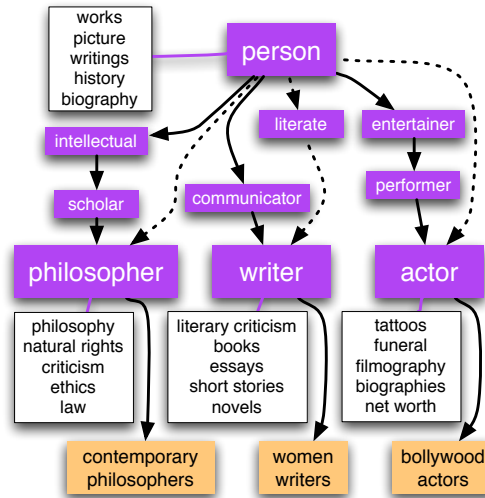 works
picture
writings
history
biography
person
literate
entertainer
intellectual
scholar
communicator
performer
philosopher
writer
actor
philosophy
natural rights
criticism
ethics
law
literary criticism
books
essays
short stories
novels
tattoos
funeral
filmography
biographies
net worth
contemporary
philosophers
women
writers
bollywood
actors